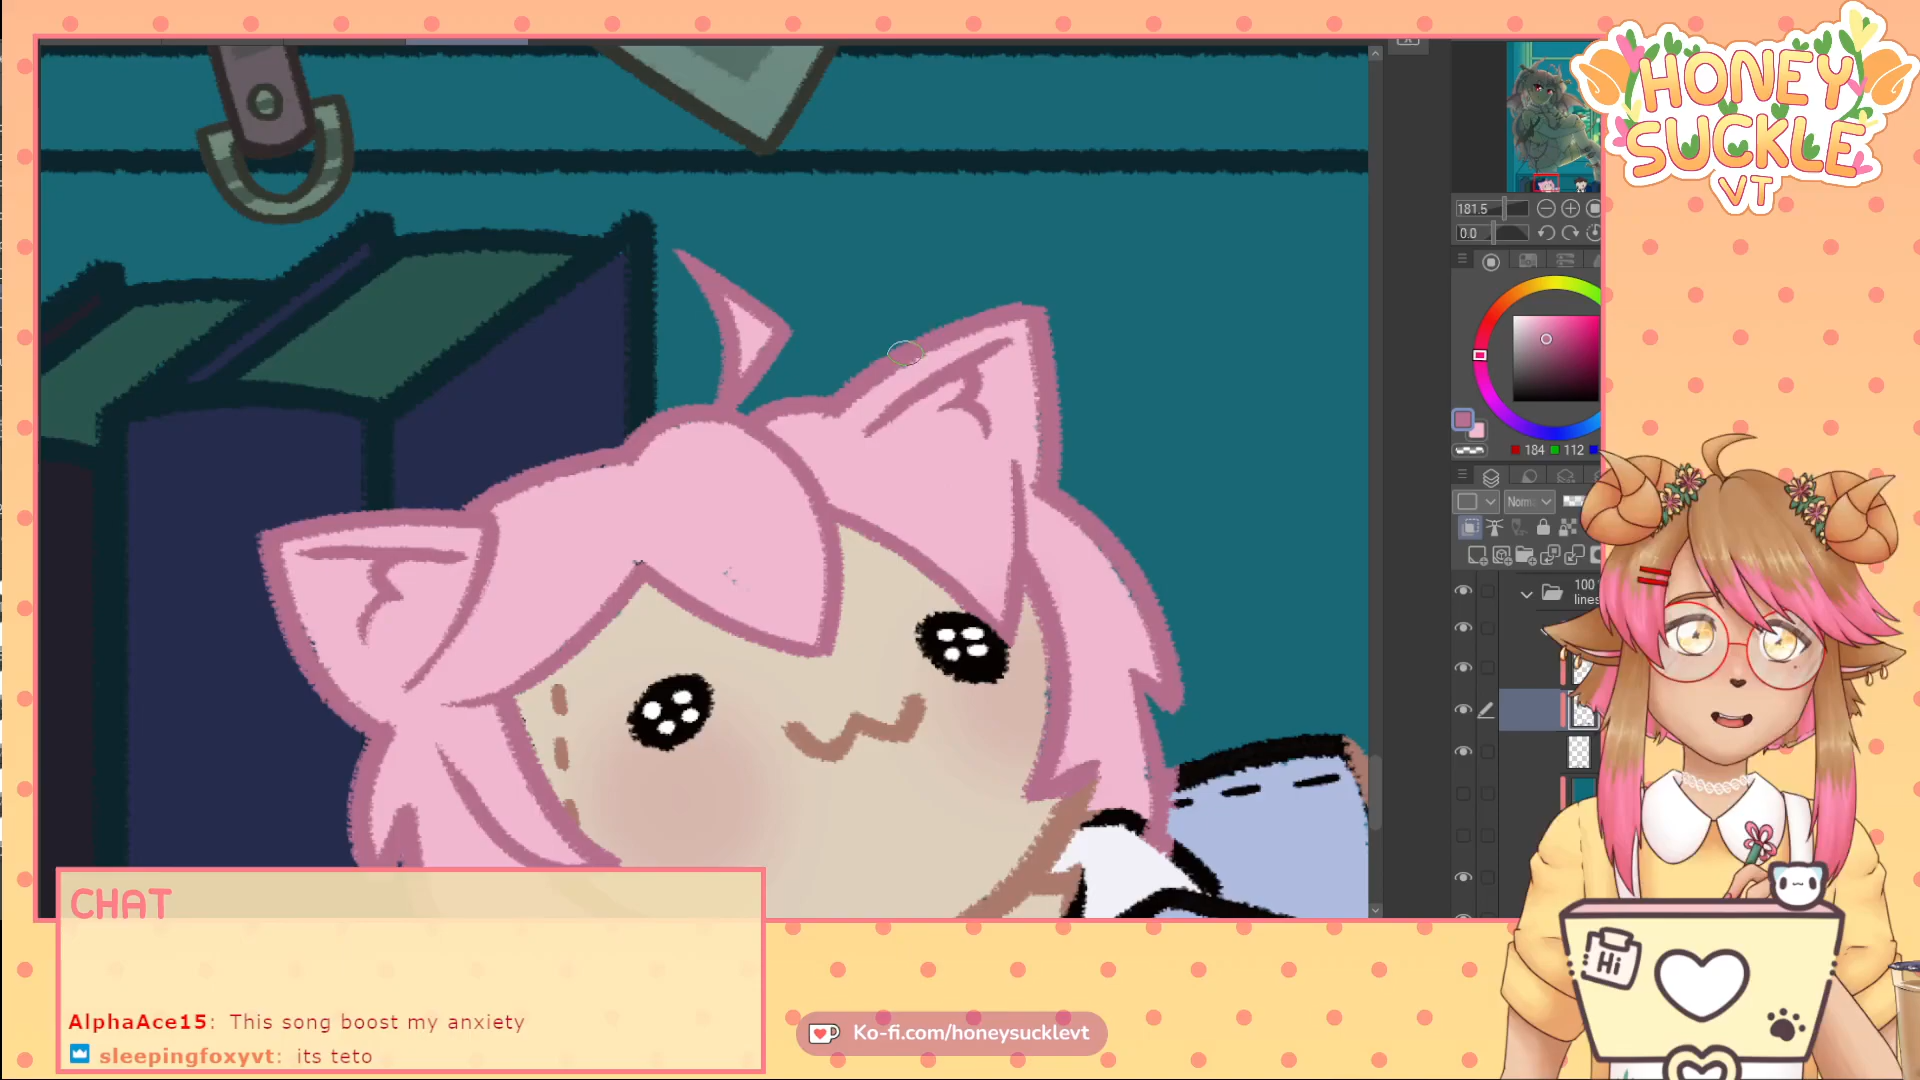 HONEY
SUCKLE
VT
181.5
0.0
184 112
Norm
100
lines
CHAT
AlphaAce15: This song boost my anxiety
sleepingfoxyvt: its teto
Ko-fi.com/honeysucklevt
Hi